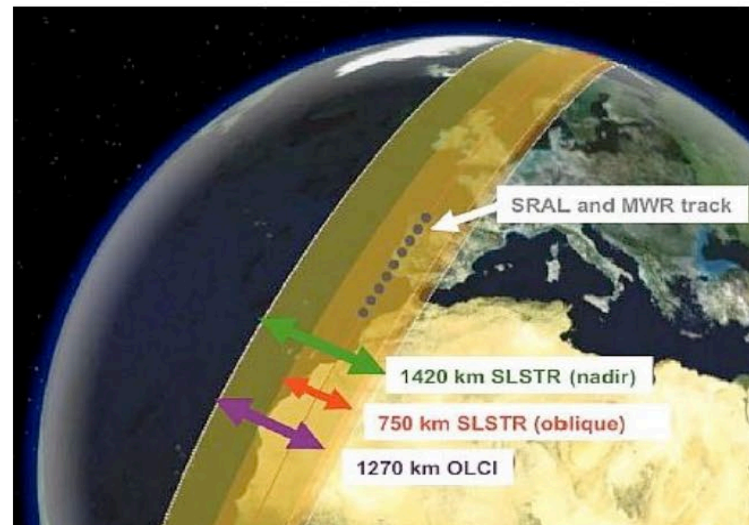 SRAL and MWR track
1420 km SLSTR (nadir)
750 km SLSTR (oblique)
1270 km OLCI